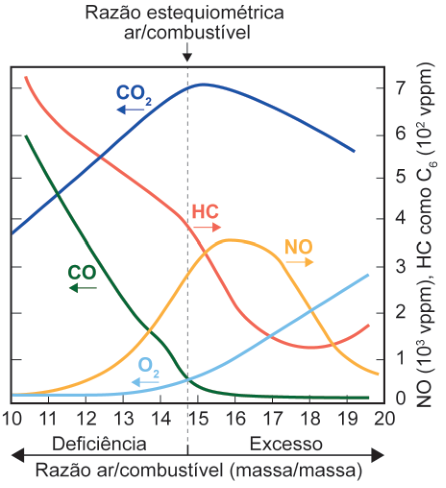 Razão estequiométrica
ar/combustível
CO2
HC
NO
CO
O2
7
6
5
4
3
2
1
0
NO (10³ vppm), HC como C6 (10² vppm)
10 11 12 13 14 15 16 17 18 19 20
Deficiência Excesso
Razão ar/combustível (massa/massa)